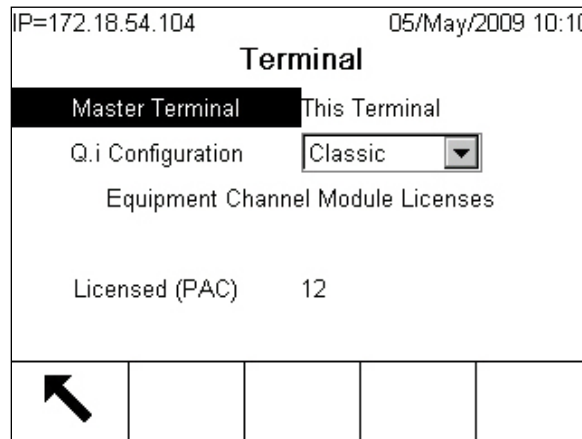 IP=172.18.54.104 05/May/2009 10:10
Terminal
Master Terminal This Terminal
Q.i Configuration Classic
Equipment Channel Module Licenses
Licensed (PAC) 12